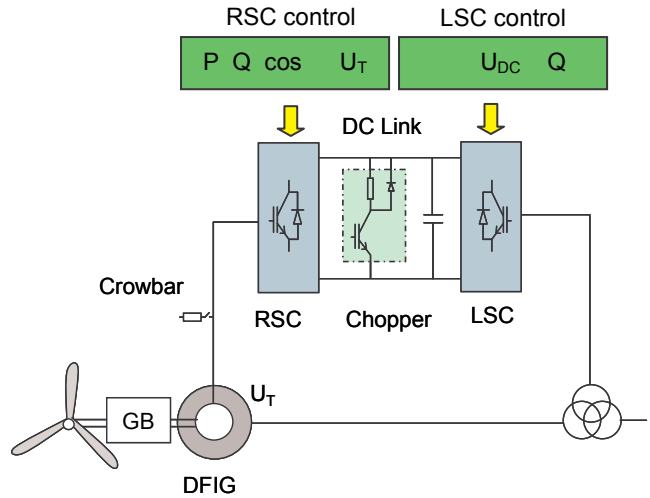 RSC control
LSC control
P Q cos U_T
U_DC Q
DC Link
Crowbar
RSC
Chopper
LSC
U_T
GB
DFIG